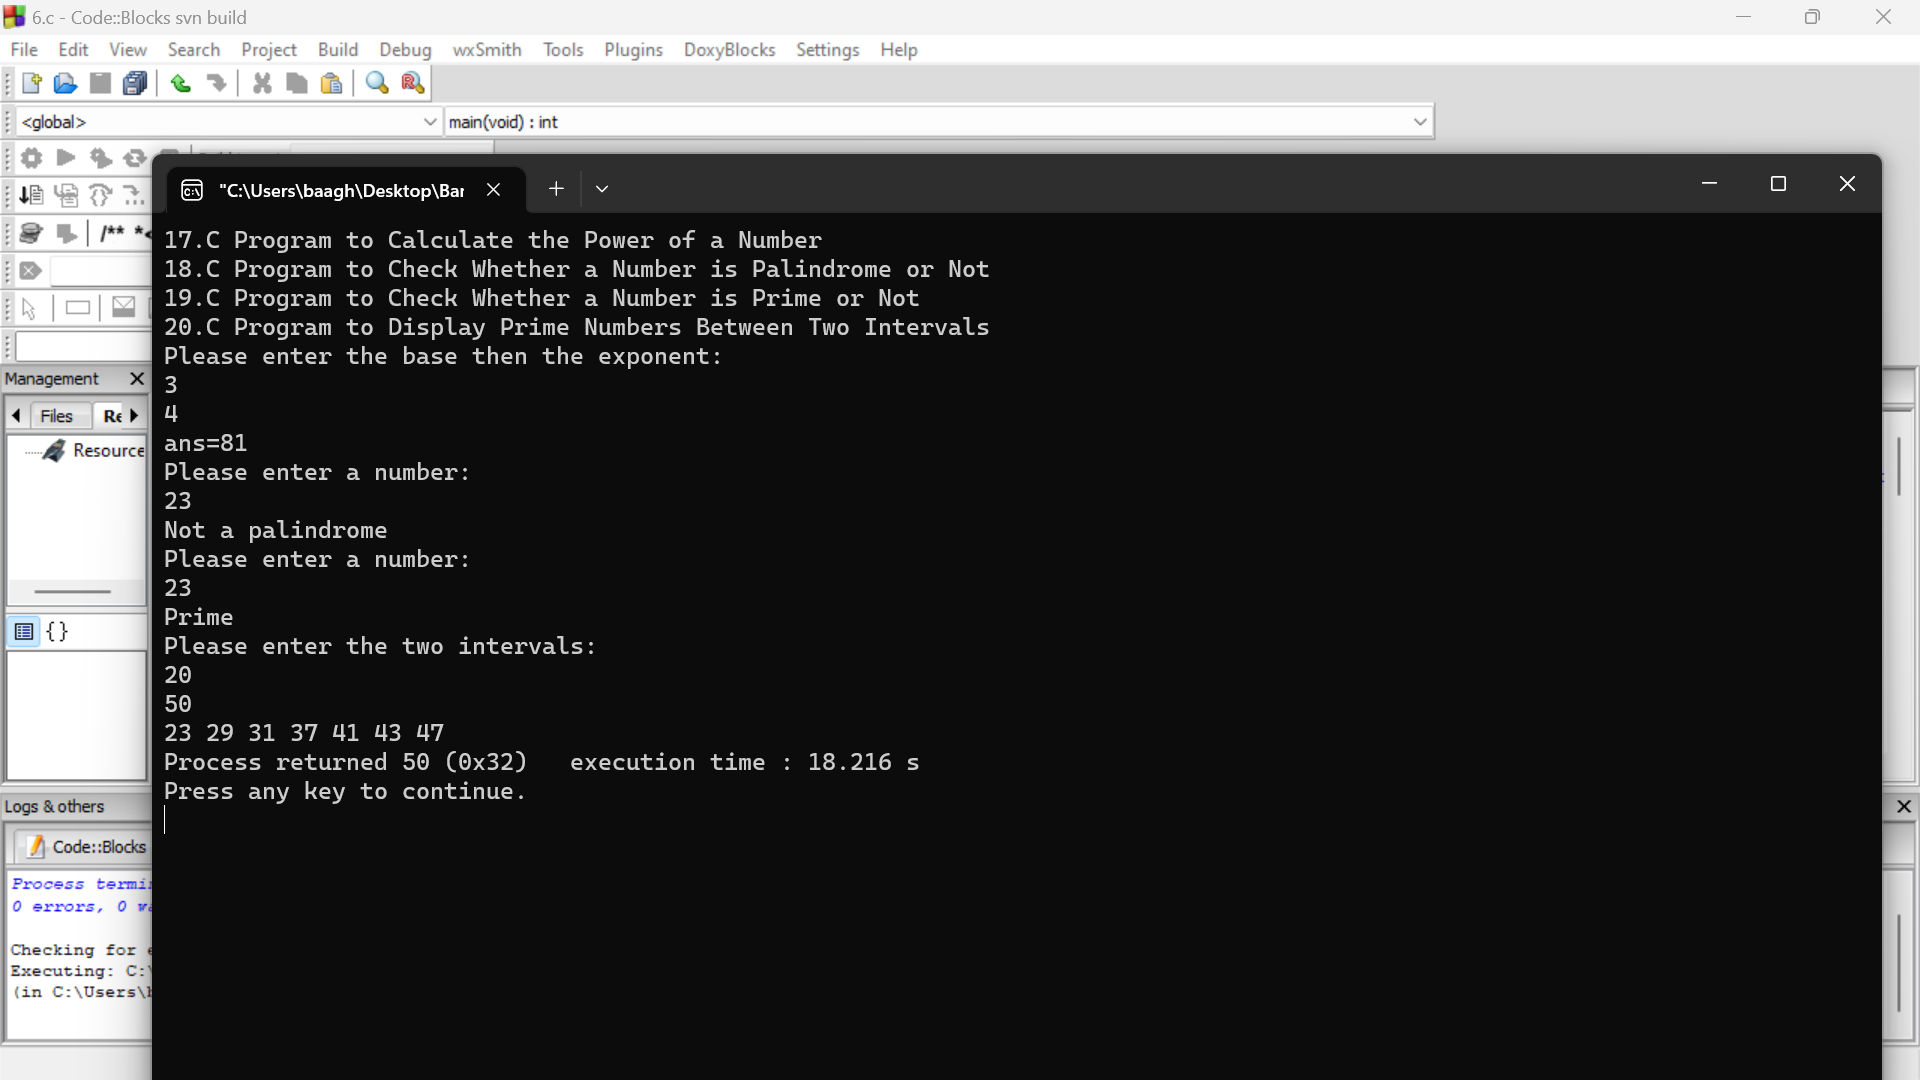 6.c - Code::Blocks svn build
File Edit View Search Project Build Debug wxSmith Tools Plugins DoxyBlocks Settings Help
<global> main(void) : int
/** *<
"C:\Users\baagh\Desktop\Bar
17.C Program to Calculate the Power of a Number
18.C Program to Check Whether a Number is Palindrome or Not
19.C Program to Check Whether a Number is Prime or Not
20.C Program to Display Prime Numbers Between Two Intervals
Please enter the base then the exponent:
3
4
ans=81
Please enter a number:
23
Not a palindrome
Please enter a number:
23
Prime
Please enter the two intervals:
20
50
23 29 31 37 41 43 47
Process returned 50 (0x32)   execution time : 18.216 s
Press any key to continue.
Management
Files Re
Resource
{}
Logs & others
Code::Blocks
Process termi
0 errors, 0 wa
Checking for e
Executing: C:\
(in C:\Users\b